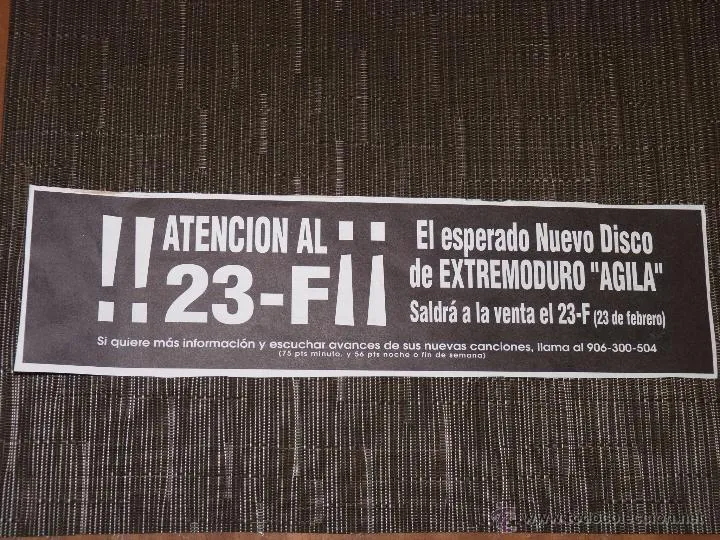 !! ATENCION AL
23-F ¡¡
El esperado Nuevo Disco
de EXTREMODURO "AGILA"
Saldrá a la venta el 23-F (23 de febrero)
Si quiere más información y escuchar avances de sus nuevas canciones, llama al 906-300-504
(75 pts minuto, y 56 pts noche o fin de semana)
todocoleccion.net